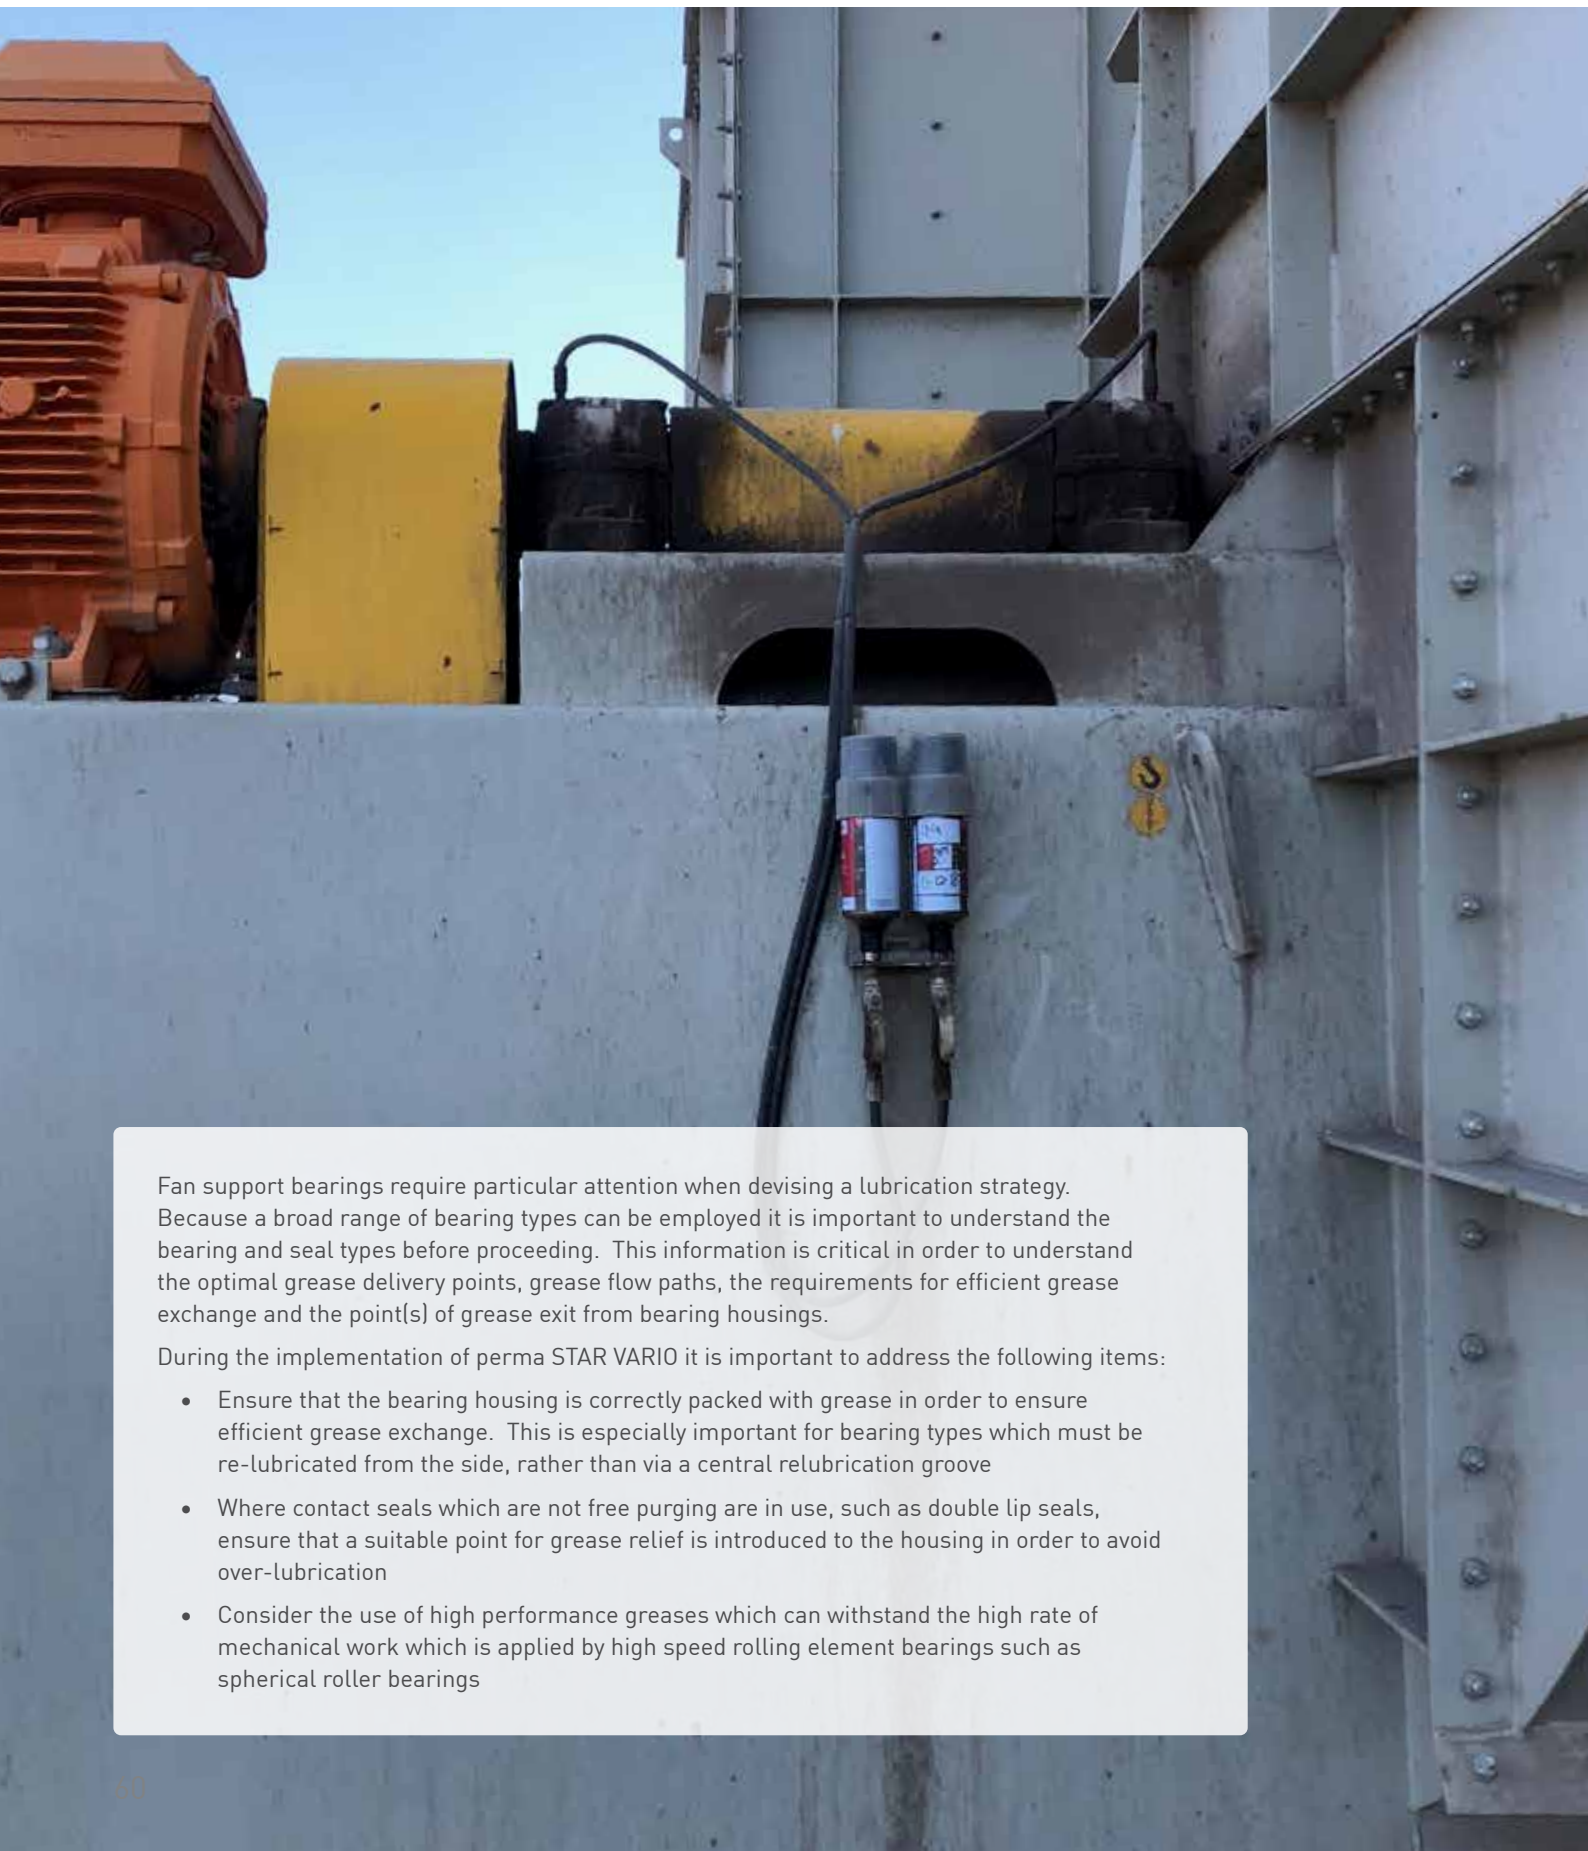 Fan support bearings require particular attention when devising a lubrication strategy.
Because a broad range of bearing types can be employed it is important to understand the
bearing and seal types before proceeding.  This information is critical in order to understand
the optimal grease delivery points, grease flow paths, the requirements for efficient grease
exchange and the point(s) of grease exit from bearing housings.
During the implementation of perma STAR VARIO it is important to address the following items:
• Ensure that the bearing housing is correctly packed with grease in order to ensure
efficient grease exchange.  This is especially important for bearing types which must be
re-lubricated from the side, rather than via a central relubrication groove
• Where contact seals which are not free purging are in use, such as double lip seals,
ensure that a suitable point for grease relief is introduced to the housing in order to avoid
over-lubrication
• Consider the use of high performance greases which can withstand the high rate of
mechanical work which is applied by high speed rolling element bearings such as
spherical roller bearings